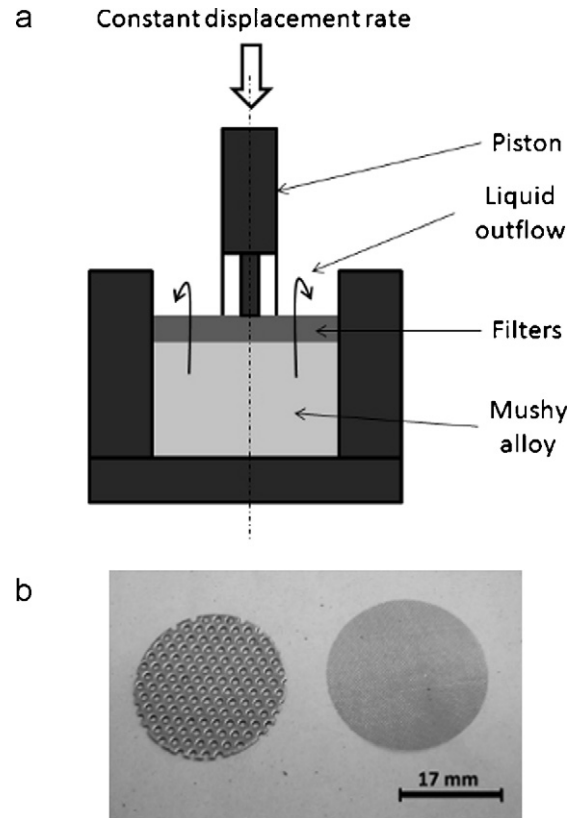 a
Constant displacement rate
Piston
Liquid
outflow
Filters
Mushy
alloy
b
17 mm